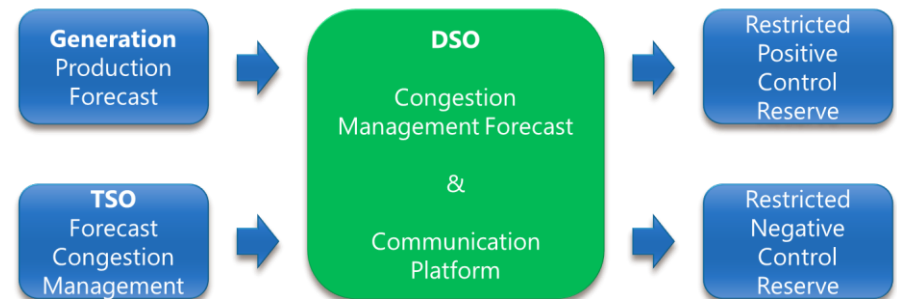 Generation
Production
Forecast
TSO
Forecast
Congestion
Management
DSO
Congestion
Management Forecast
&
Communication
Platform
Restricted
Positive
Control
Reserve
Restricted
Negative
Control
Reserve